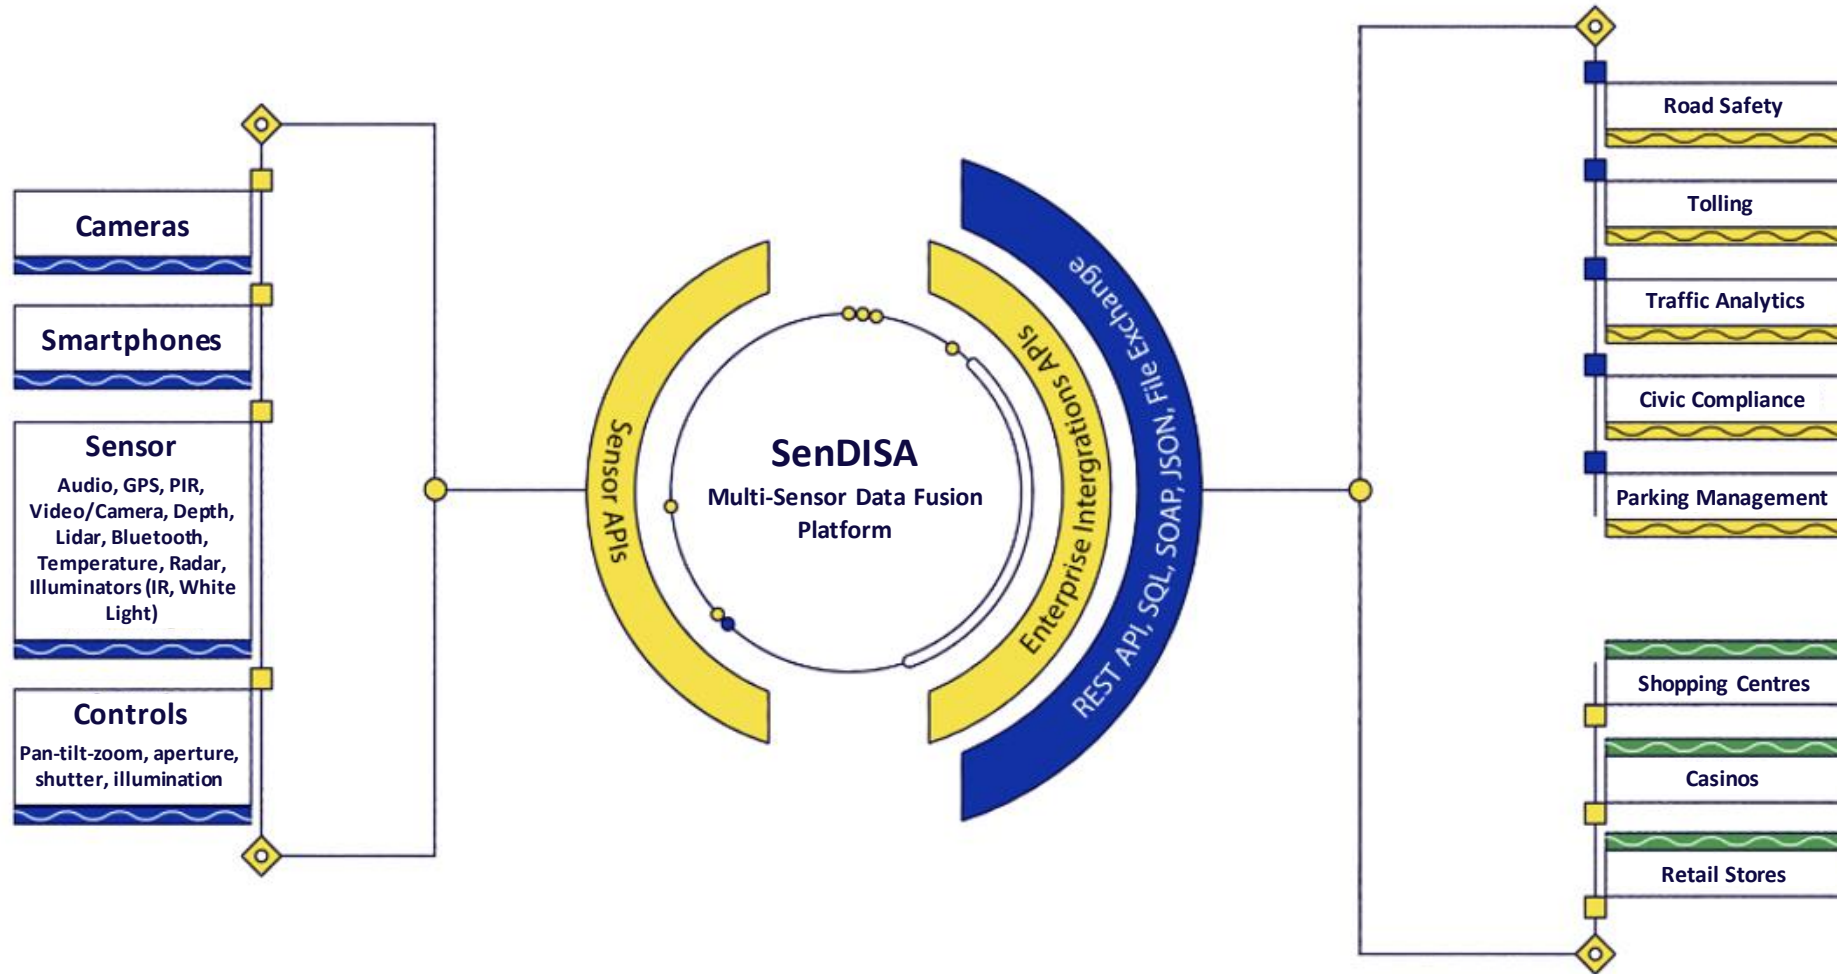 Cameras
Smartphones
Sensor
Audio, GPS, PIR,
Video/Camera, Depth,
Lidar, Bluetooth,
Temperature, Radar,
Illuminators (IR, White
Light)
Controls
Pan-tilt-zoom, aperture,
shutter, illumination
Sensor APIs
SenDISA
Multi-Sensor Data Fusion
Platform
Enterprise Intergrations APIs
REST API, SQL, SOAP, JSON, File Exchange
Road Safety
Tolling
Traffic Analytics
Civic Compliance
Parking Management
Shopping Centres
Casinos
Retail Stores